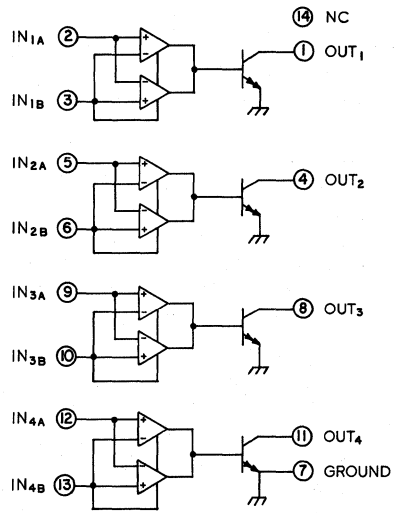 14 NC
IN1A 2
+
−
1 OUT1
−
IN1B 3
+
IN2A 5
+
−
4 OUT2
−
IN2B 6
+
IN3A 9
+
−
8 OUT3
−
IN3B 10
+
IN4A 12
+
−
11 OUT4
−
7 GROUND
IN4B 13
+